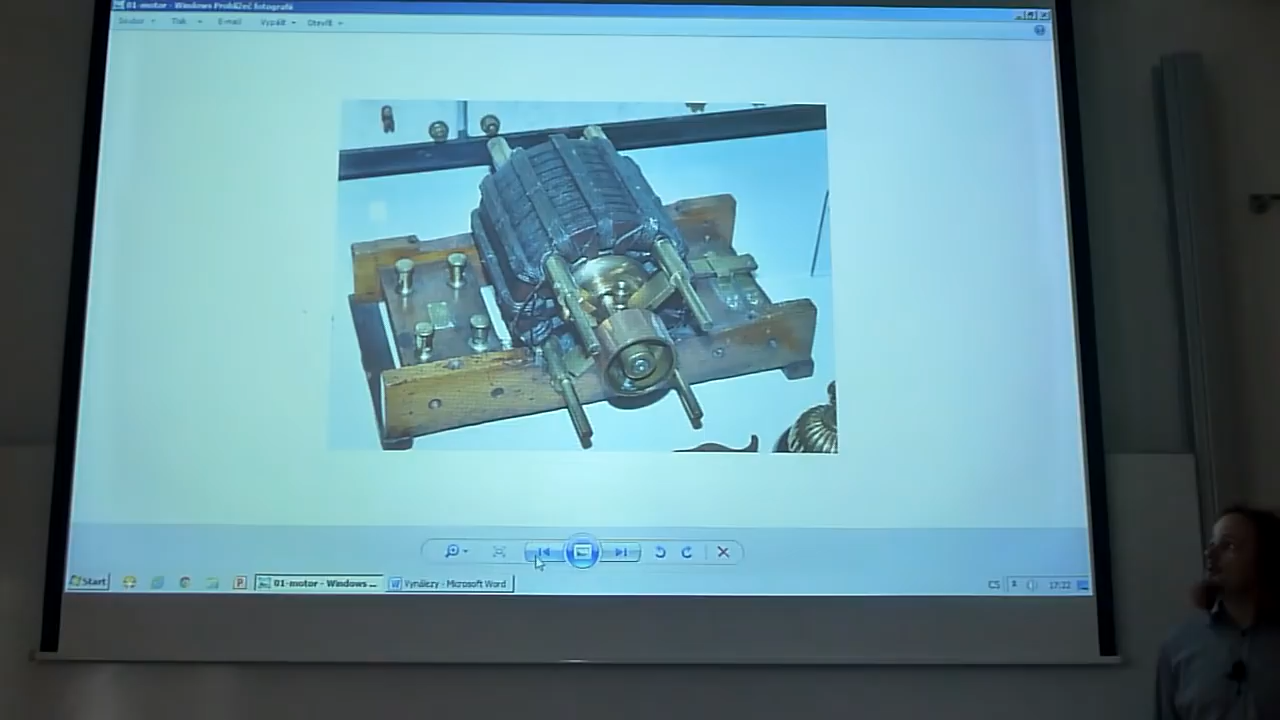 01-motor - Windows Prohlížeč fotografií
Soubor Tisk E-mail Vypálit Otevřít
Start P 01-motor - Windows ... Vynálezy - Microsoft Word CS 17:22